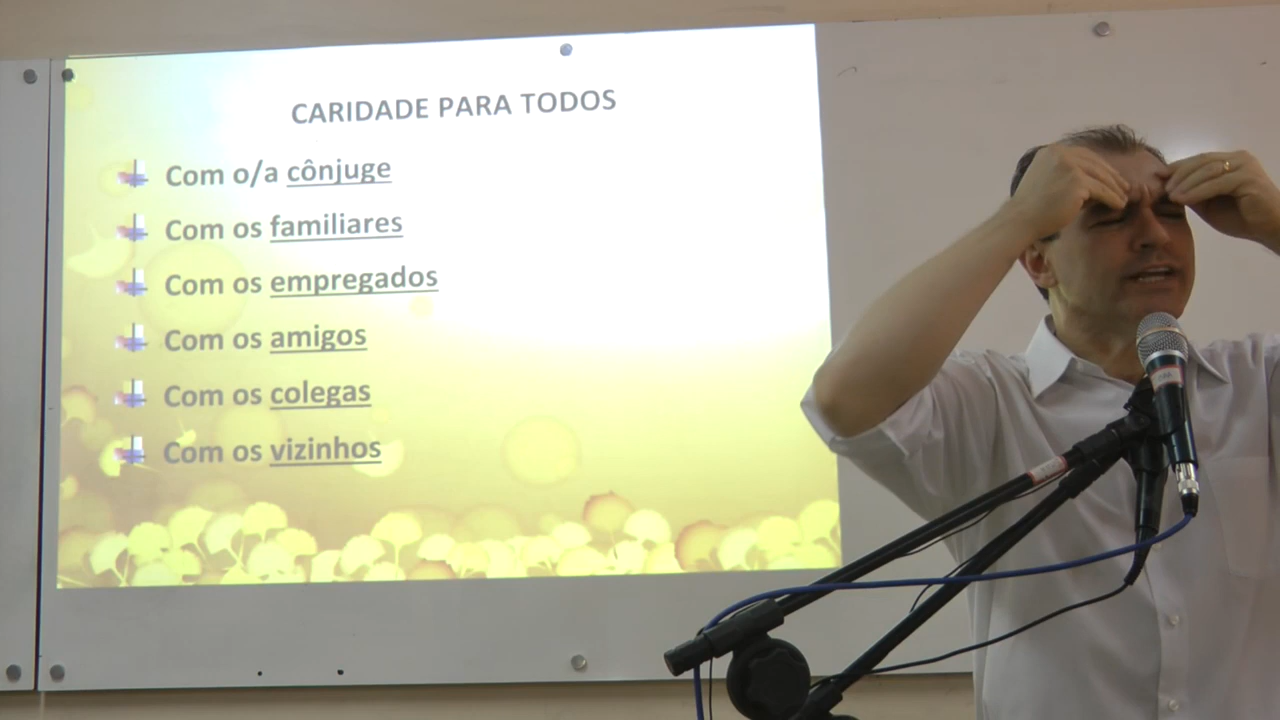 CARIDADE PARA TODOS
Com o/a cônjuge
Com os familiares
Com os empregados
Com os amigos
Com os colegas
Com os vizinhos